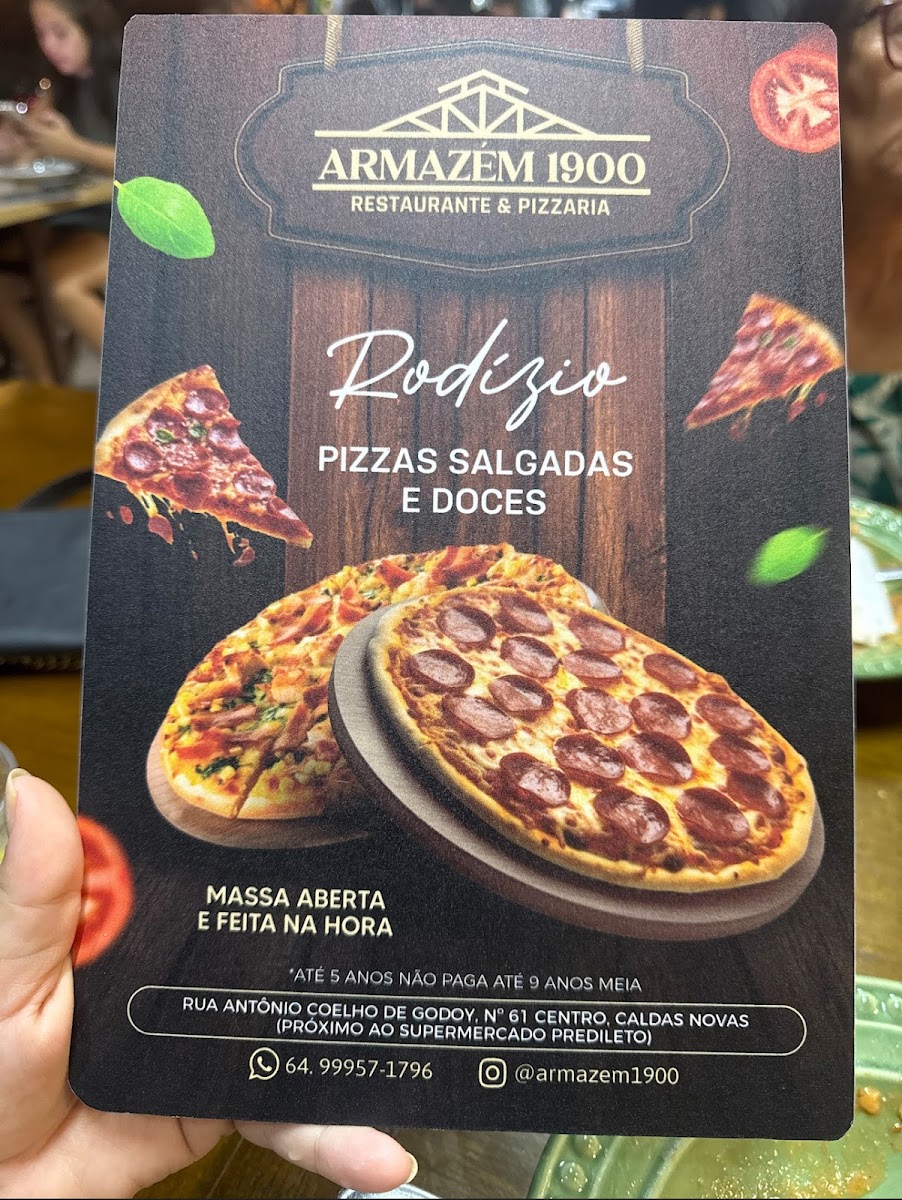 ARMAZÉM 1900
RESTAURANTE & PIZZARIA
Rodízio
PIZZAS SALGADAS
E DOCES
MASSA ABERTA
E FEITA NA HORA
*ATÉ 5 ANOS NÃO PAGA ATÉ 9 ANOS MEIA
RUA ANTÔNIO COELHO DE GODOY, Nº 61 CENTRO, CALDAS NOVAS
(PRÓXIMO AO SUPERMERCADO PREDILETO)
64. 99957-1796
@armazem1900